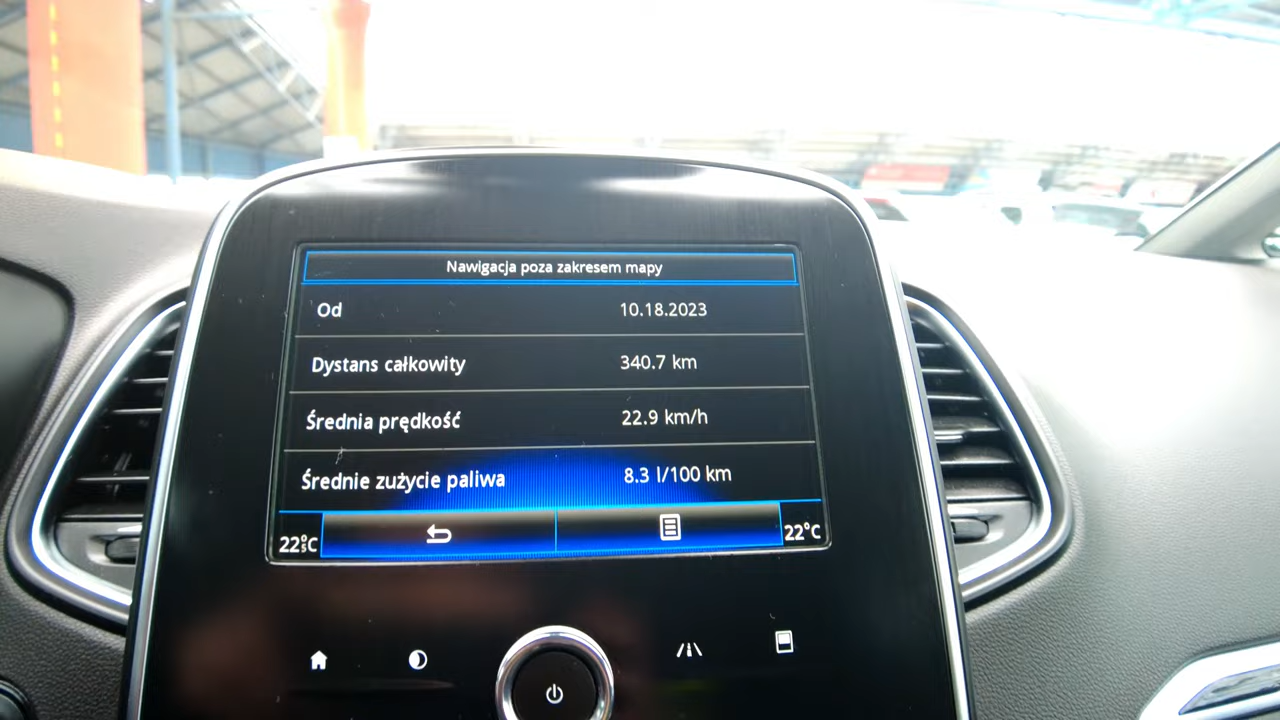 Nawigacja poza zakresem mapy
Od 10.18.2023
Dystans całkowity 340.7 km
Średnia prędkość 22.9 km/h
Średnie zużycie paliwa 8.3 l/100 km
22°C 22°C